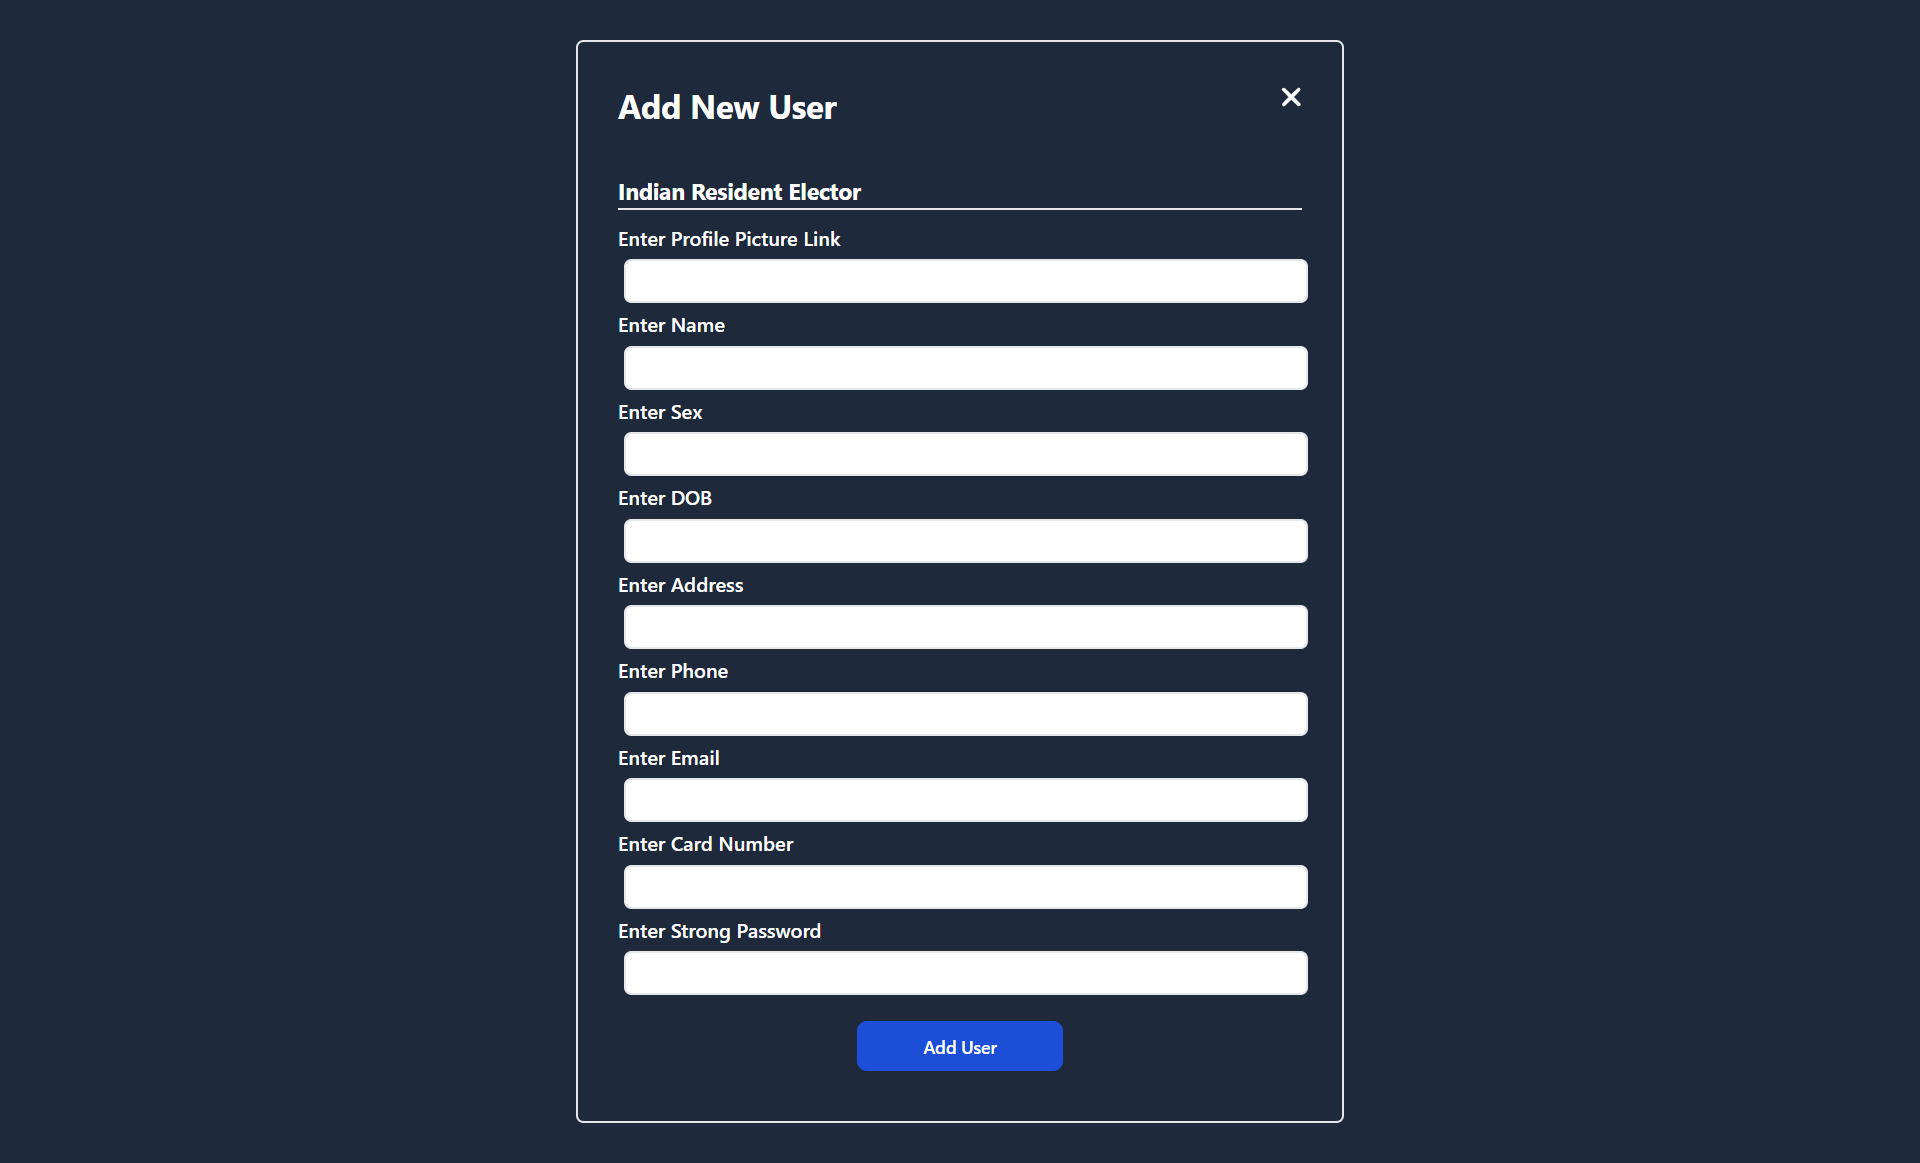 Add New User
Indian Resident Elector
Enter Profile Picture Link
Enter Name
Enter Sex
Enter DOB
Enter Address
Enter Phone
Enter Email
Enter Card Number
Enter Strong Password
Add User